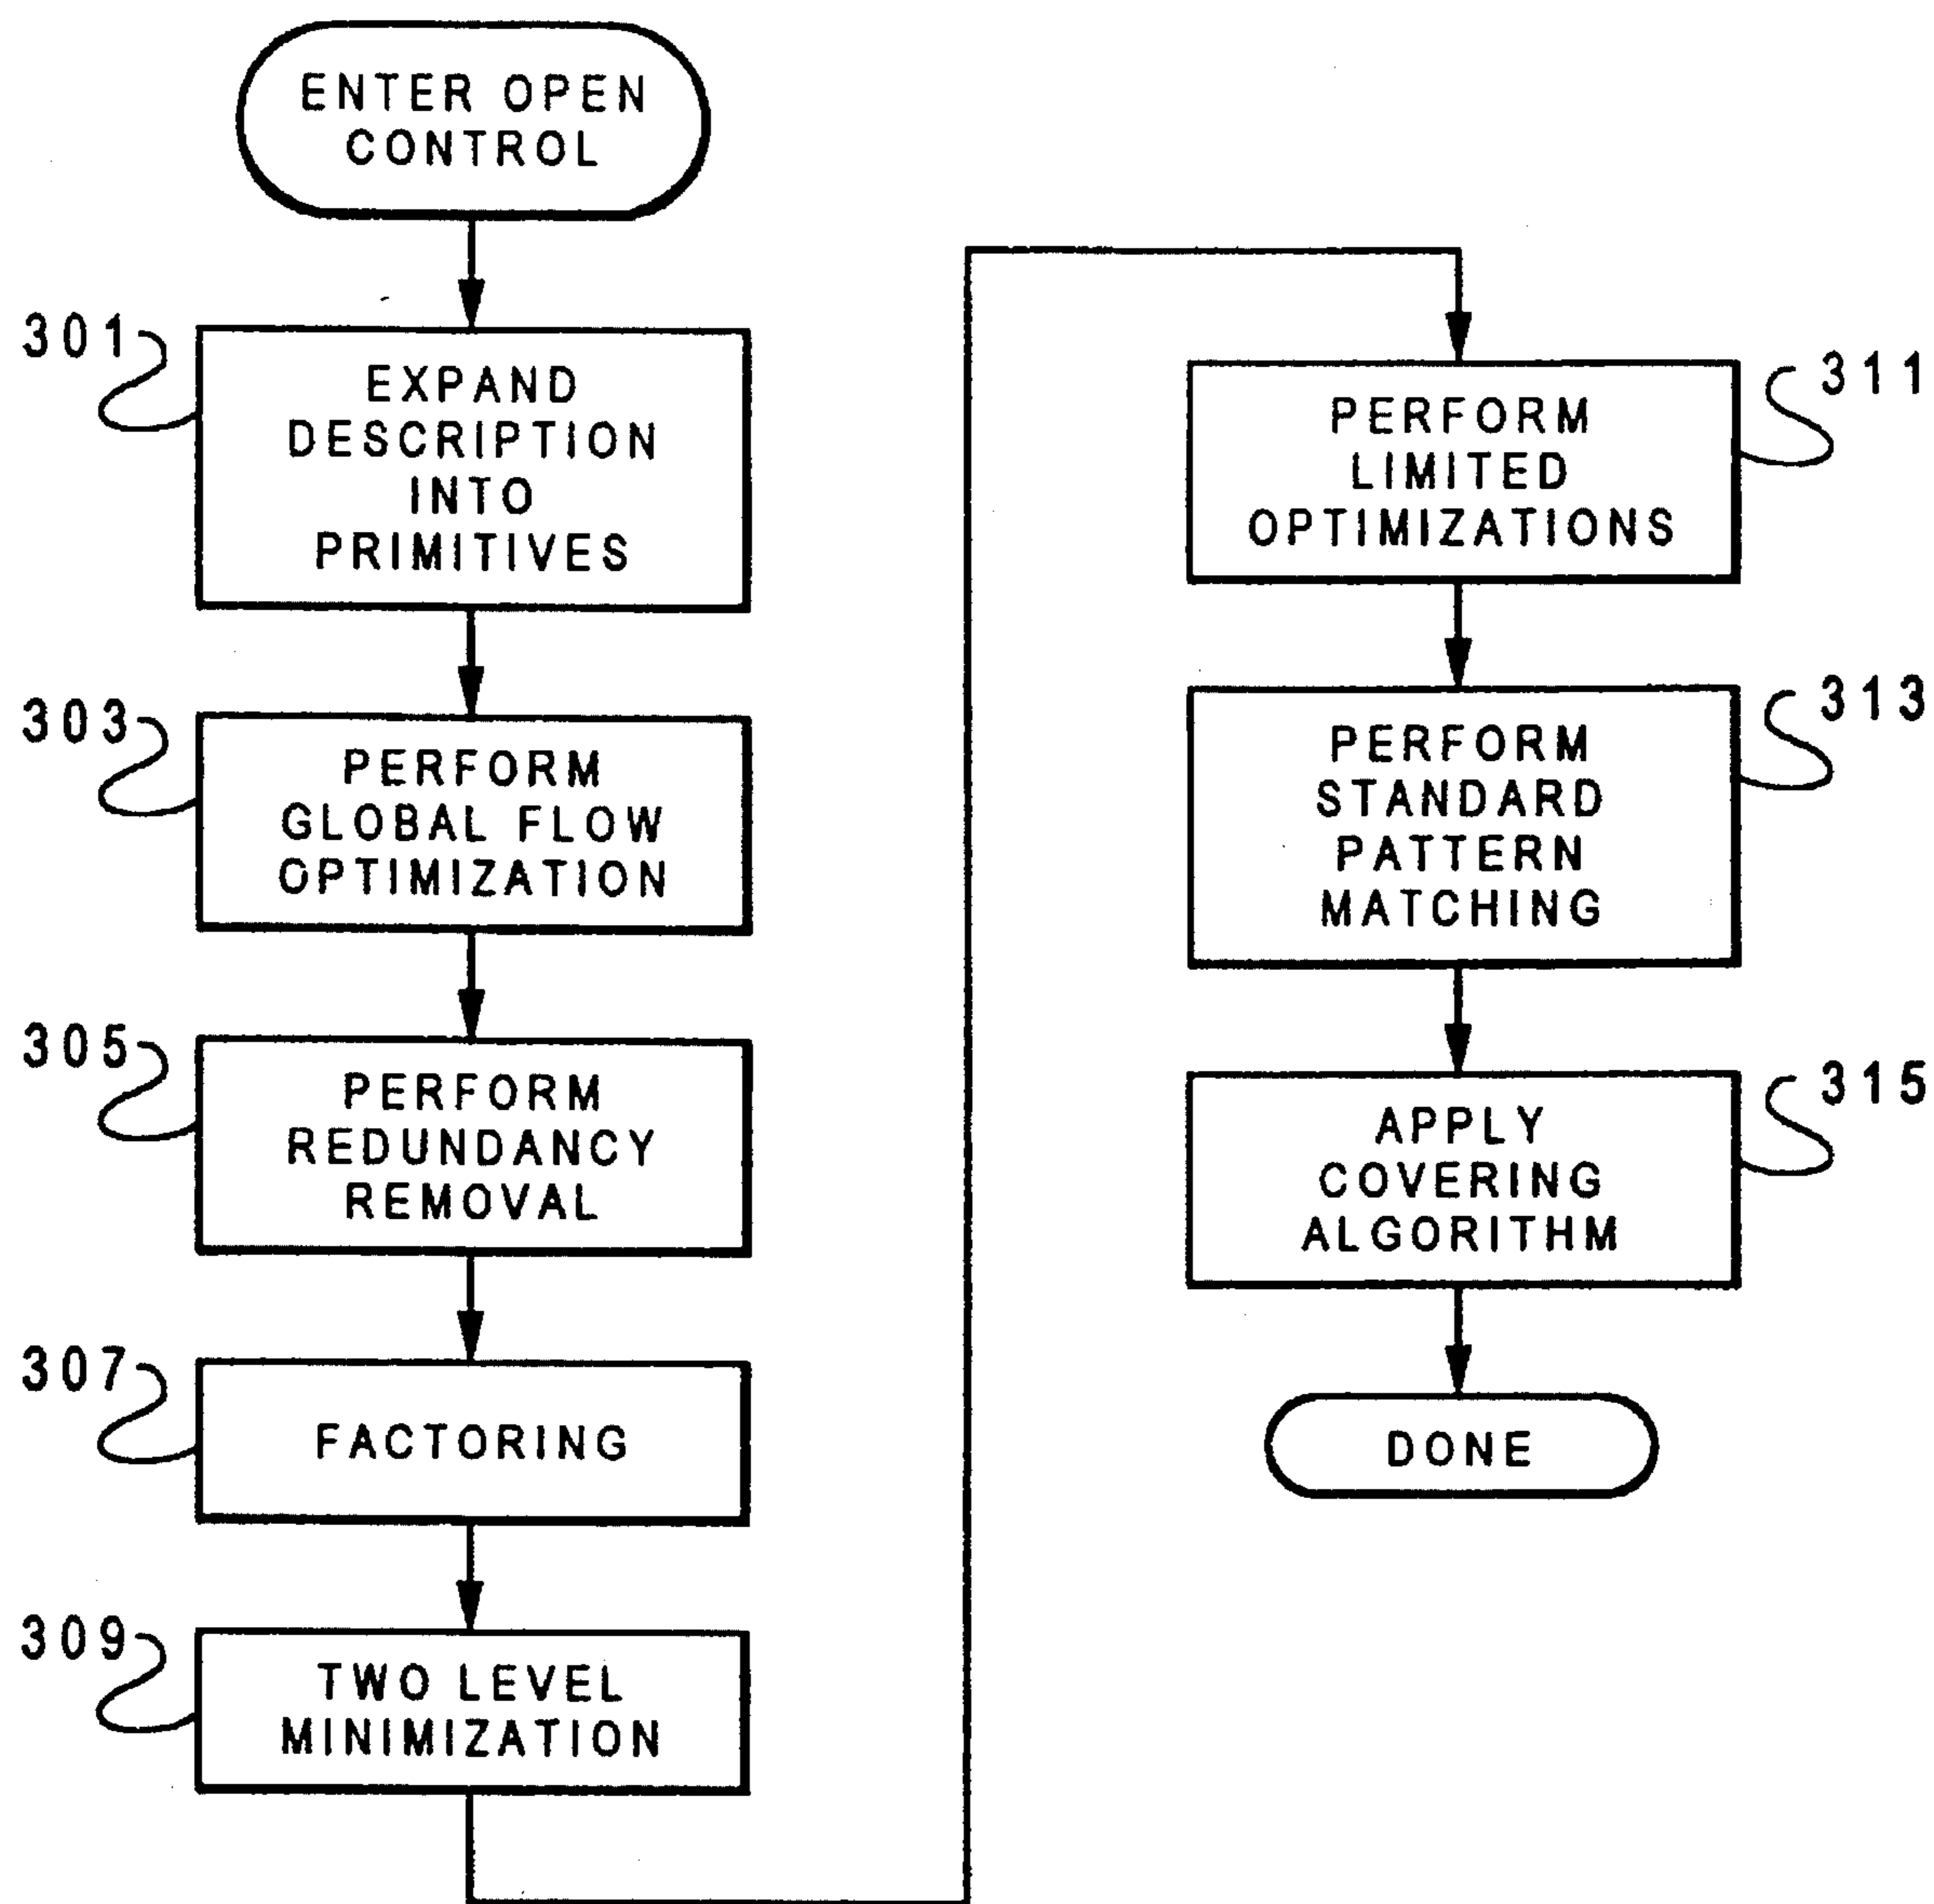 ENTER OPEN
CONTROL
301
EXPAND
DESCRIPTION
INTO
PRIMITIVES
303
PERFORM
GLOBAL FLOW
OPTIMIZATION
305
PERFORM
REDUNDANCY
REMOVAL
307
FACTORING
309
TWO LEVEL
MINIMIZATION
311
PERFORM
LIMITED
OPTIMIZATIONS
313
PERFORM
STANDARD
PATTERN
MATCHING
315
APPLY
COVERING
ALGORITHM
DONE